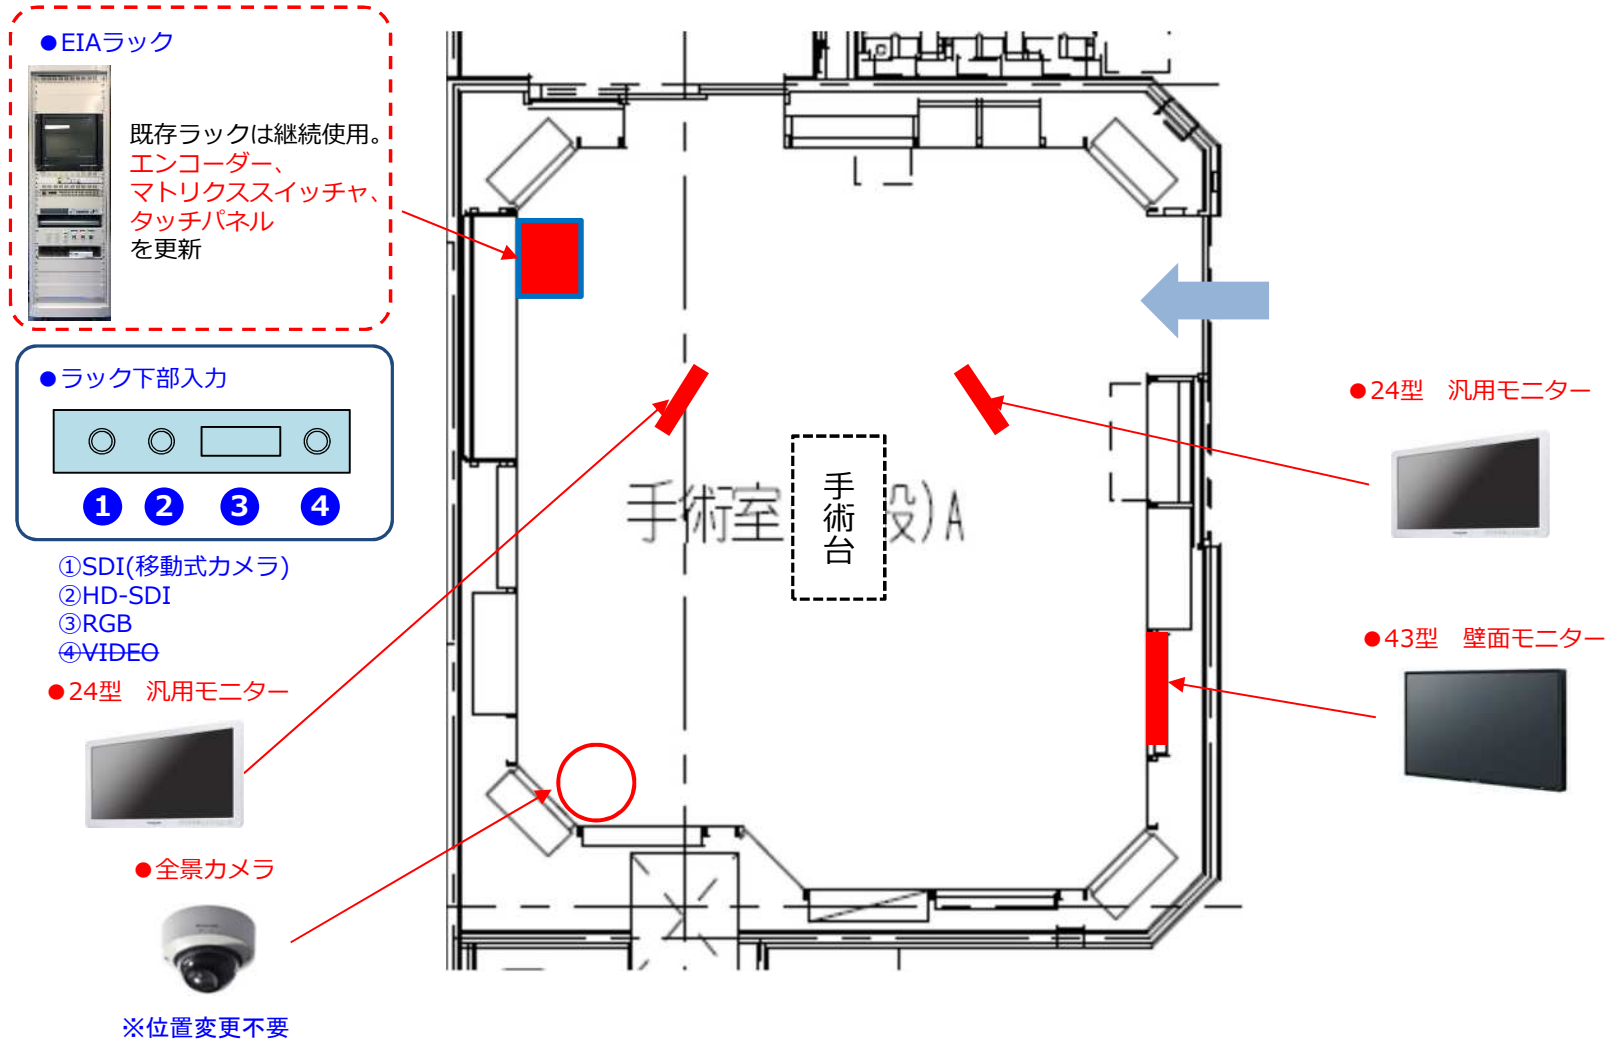 ●EIAラック
既存ラックは継続使用。
エンコーダー、
マトリクススイッチャ、
タッチパネル
を更新
●ラック下部入力
1 2 3 4
①SDI(移動式カメラ)
②HD-SDI
③RGB
④VIDEO
●24型　汎用モニター
●全景カメラ
※位置変更不要
手術室 設)A
手術台
●24型　汎用モニター
●43型　壁面モニター